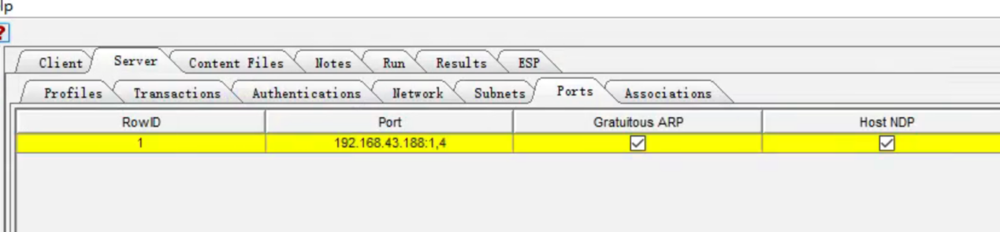 lp
?
Client Server Content Files Notes Run Results ESP
Profiles Transactions Authentications Network Subnets Ports Associations
RowID Port Gratuitous ARP Host NDP
1 192.168.43.188:1,4